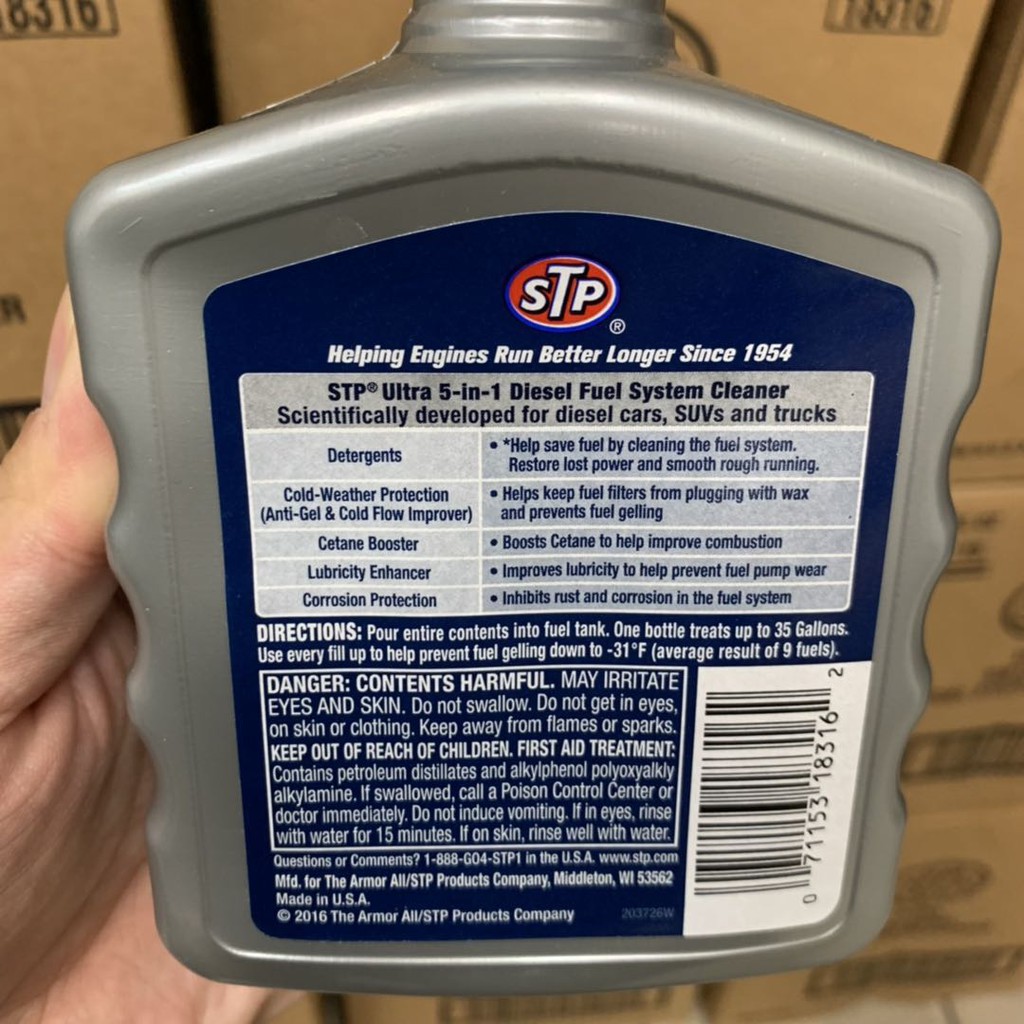 18316
18316
STP®
Helping Engines Run Better Longer Since 1954
STP® Ultra 5-in-1 Diesel Fuel System Cleaner
Scientifically developed for diesel cars, SUVs and trucks
Detergents
• *Help save fuel by cleaning the fuel system.
Restore lost power and smooth rough running.
Cold-Weather Protection
(Anti-Gel & Cold Flow Improver)
• Helps keep fuel filters from plugging with wax
and prevents fuel gelling
Cetane Booster
• Boosts Cetane to help improve combustion
Lubricity Enhancer
• Improves lubricity to help prevent fuel pump wear
Corrosion Protection
• Inhibits rust and corrosion in the fuel system
DIRECTIONS: Pour entire contents into fuel tank. One bottle treats up to 35 Gallons.
Use every fill up to help prevent fuel gelling down to -31°F (average result of 9 fuels).
DANGER: CONTENTS HARMFUL. MAY IRRITATE
EYES AND SKIN. Do not swallow. Do not get in eyes,
on skin or clothing. Keep away from flames or sparks.
KEEP OUT OF REACH OF CHILDREN. FIRST AID TREATMENT:
Contains petroleum distillates and alkylphenol polyoxyalkly
alkylamine. If swallowed, call a Poison Control Center or
doctor immediately. Do not induce vomiting. If in eyes, rinse
with water for 15 minutes. If on skin, rinse well with water.
Questions or Comments? 1-888-GO4-STP1 in the U.S.A. www.stp.com
Mfd. for The Armor All/STP Products Company, Middleton, WI 53562
Made in U.S.A.
© 2016 The Armor All/STP Products Company
203726W
0 71153 18316 2